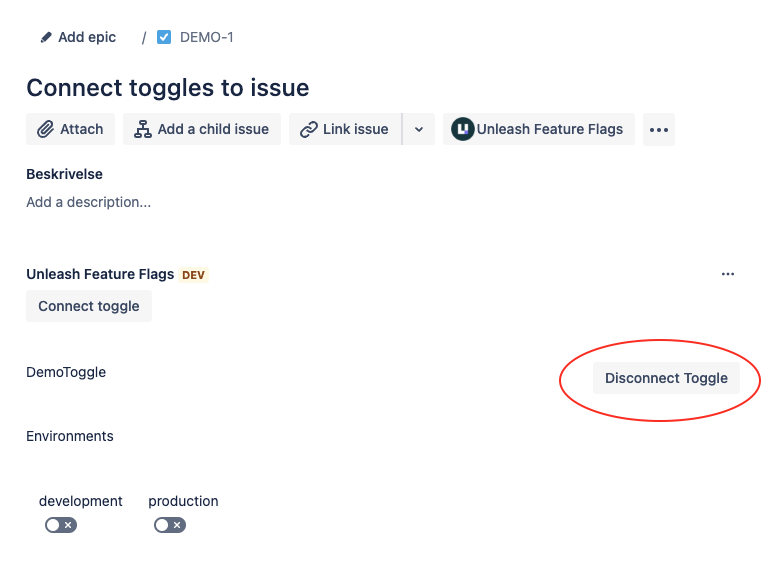 Add epic / DEMO-1
Connect toggles to issue
Attach Add a child issue Link issue Unleash Feature Flags
Beskrivelse
Add a description...
Unleash Feature Flags DEV
Connect toggle
DemoToggle Disconnect Toggle
Environments
development production